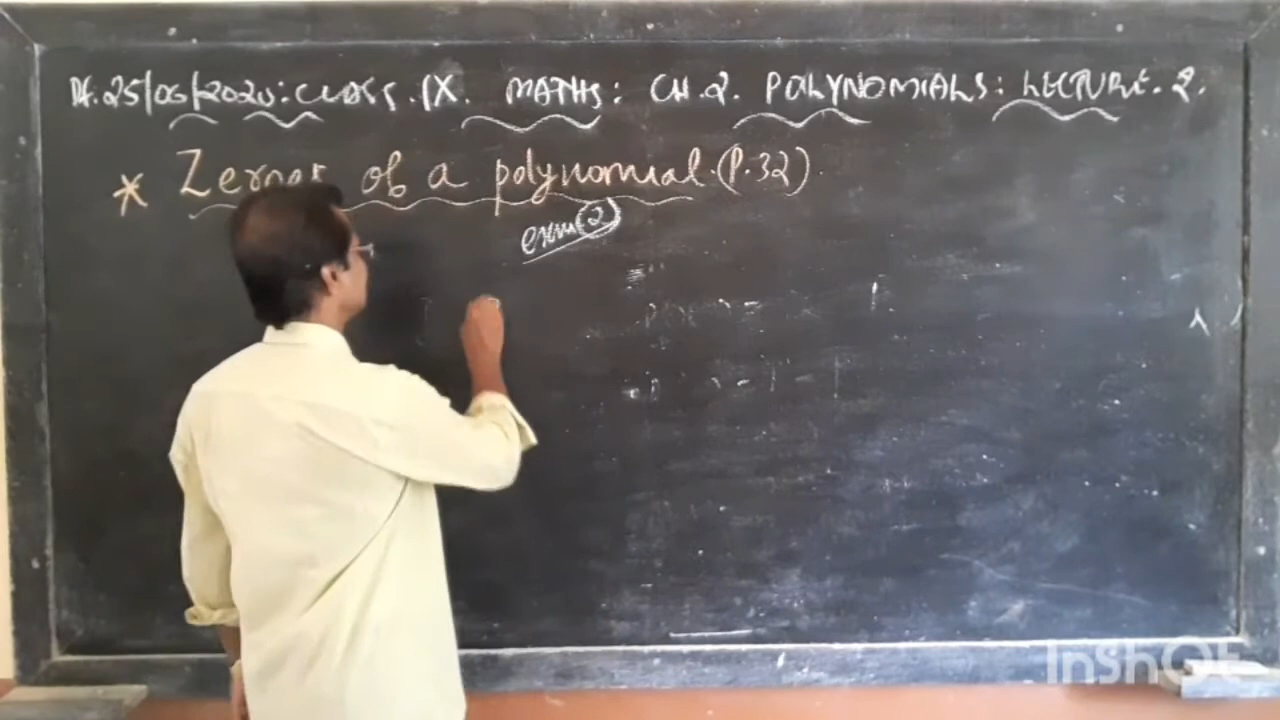 Dt. 25/06/2020: CLASS. IX. MATHS: CH. 2. POLYNOMIALS: LECTURE. 2.
* Zeroes of a polynomial. (P. 32)
exm (2)
InShOt